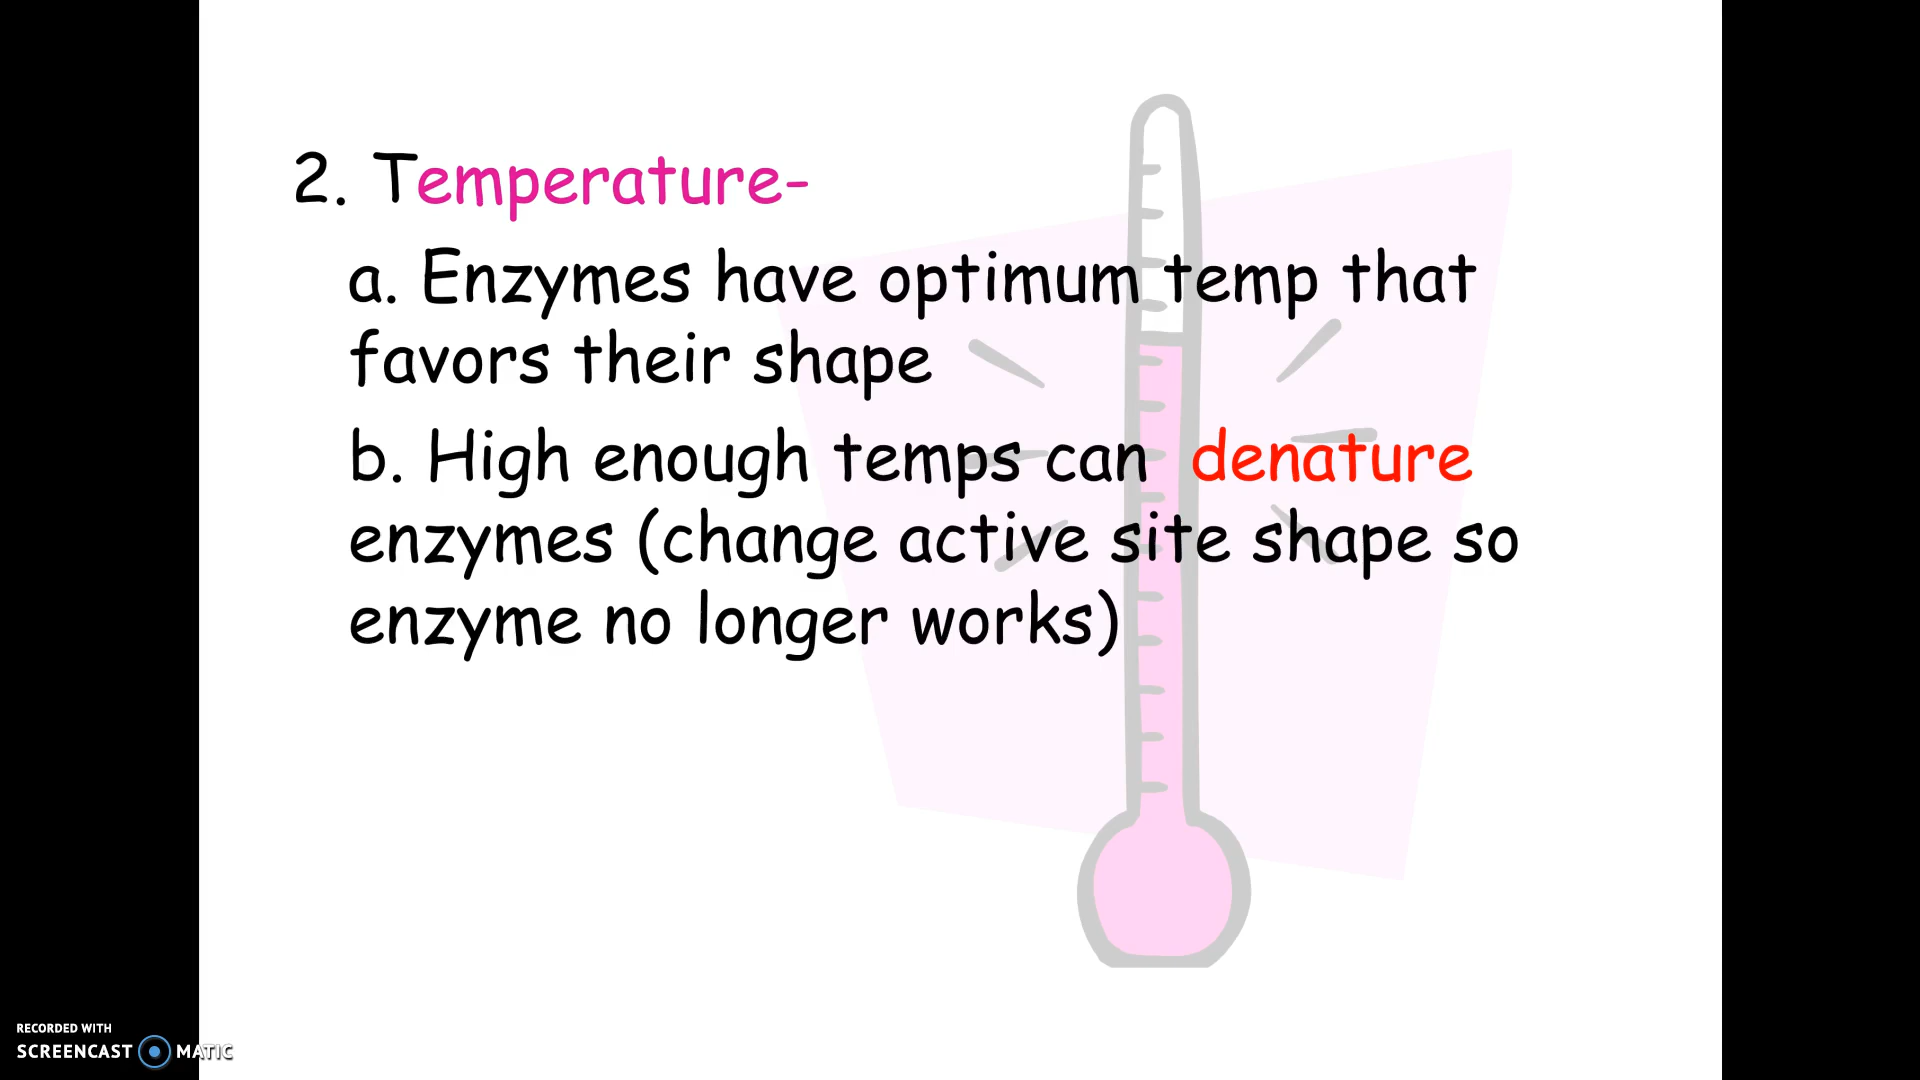 2. Temperature-
a. Enzymes have optimum temp that
favors their shape
b. High enough temps can denature
enzymes (change active site shape so
enzyme no longer works)
RECORDED WITH
SCREENCAST MATIC